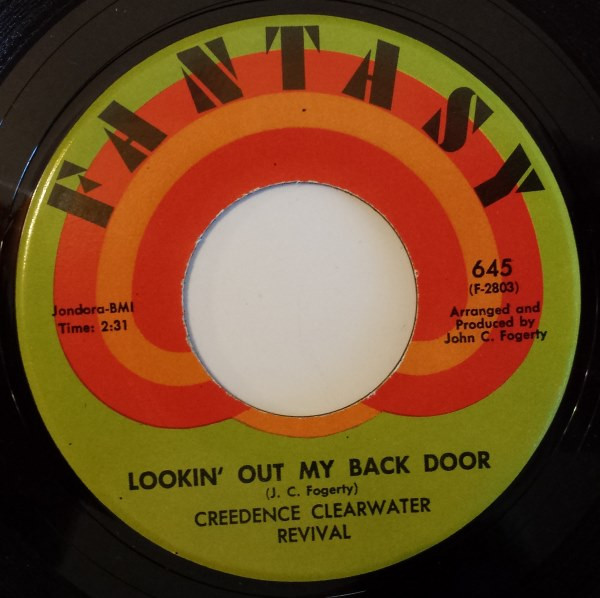 FANTASY
645
(F-2803)
Jondora-BMI
Time: 2:31
Arranged and
Produced by
John C. Fogerty
LOOKIN' OUT MY BACK DOOR
(J. C. Fogerty)
CREEDENCE CLEARWATER
REVIVAL